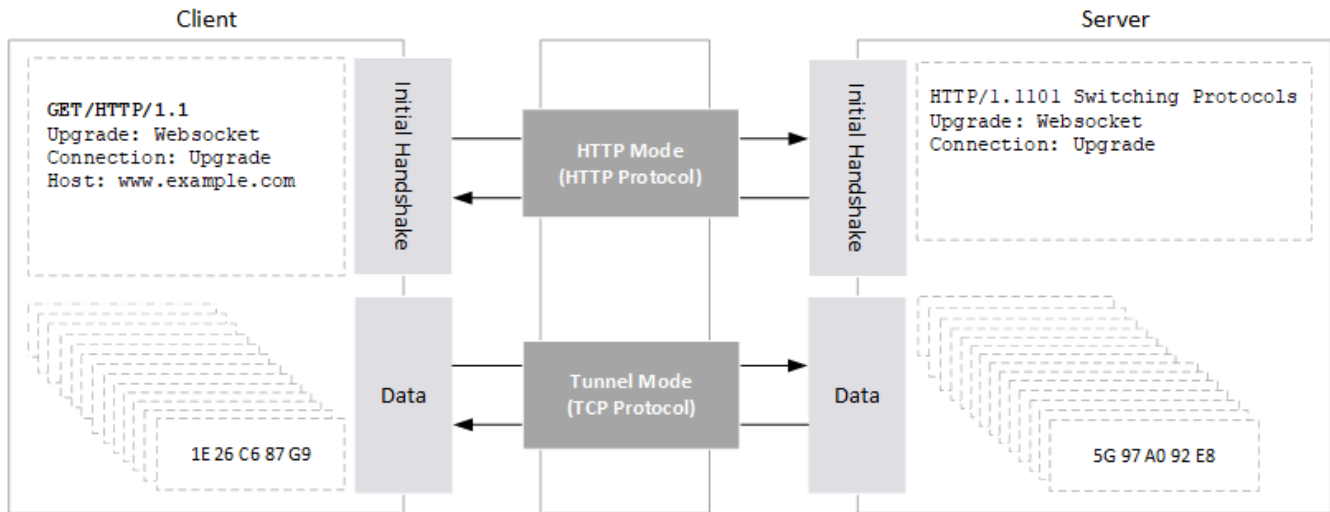 Client
Server
GET/HTTP/1.1
Upgrade: Websocket
Connection: Upgrade
Host: www.example.com
Initial Handshake
HTTP Mode
(HTTP Protocol)
Initial Handshake
HTTP/1.1101 Switching Protocols
Upgrade: Websocket
Connection: Upgrade
1E 26 C6 87 G9
Data
Tunnel Mode
(TCP Protocol)
Data
5G 97 A0 92 E8